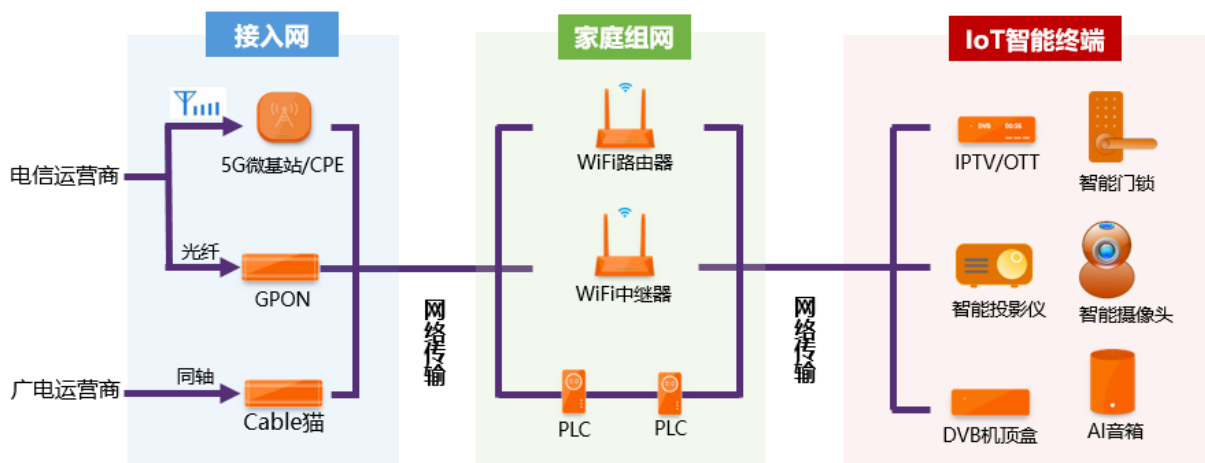 接入网
家庭组网
IoT智能终端
电信运营商
5G微基站/CPE
光纤
GPON
广电运营商
同轴
Cable猫
网络传输
WiFi路由器
WiFi中继器
PLC
PLC
网络传输
DVB 00:56
IPTV/OTT
智能门锁
智能投影仪
智能摄像头
DVB机顶盒
AI音箱